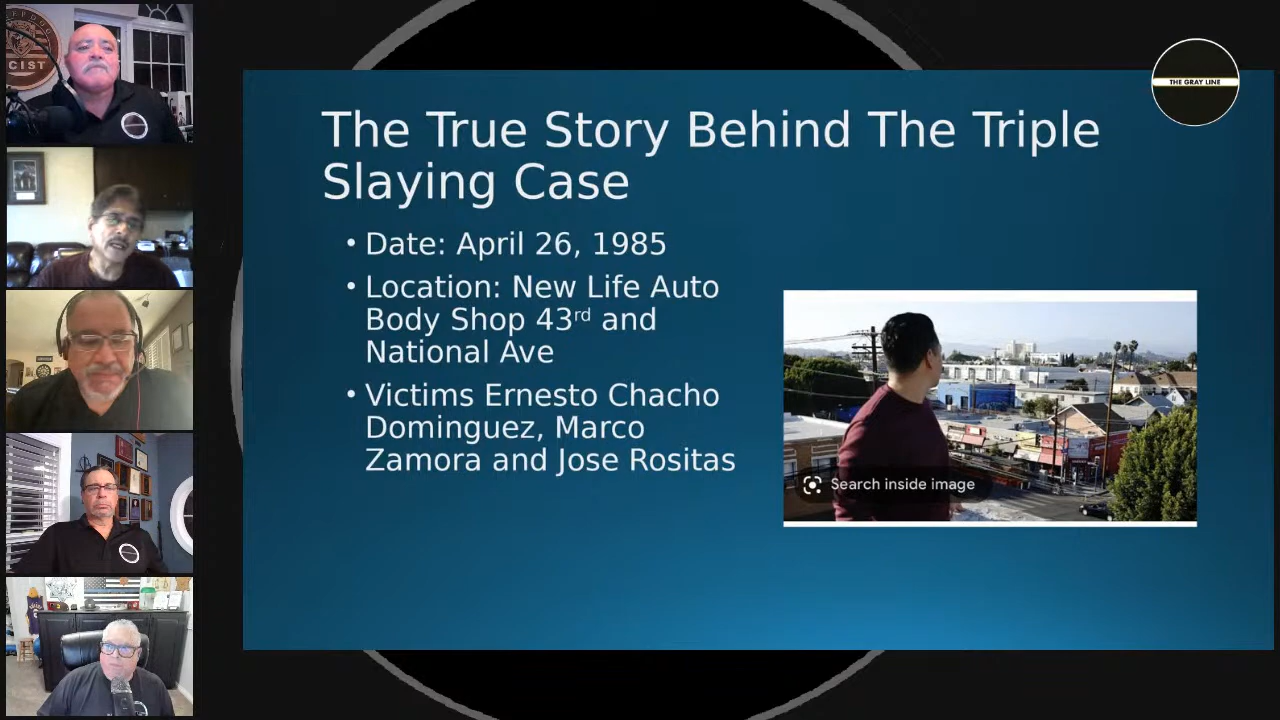 CIST
THE GRAY LINE
The True Story Behind The Triple
Slaying Case
• Date: April 26, 1985
• Location: New Life Auto
Body Shop 43rd and
National Ave
• Victims Ernesto Chacho
Dominguez, Marco
Zamora and Jose Rositas
Search inside image